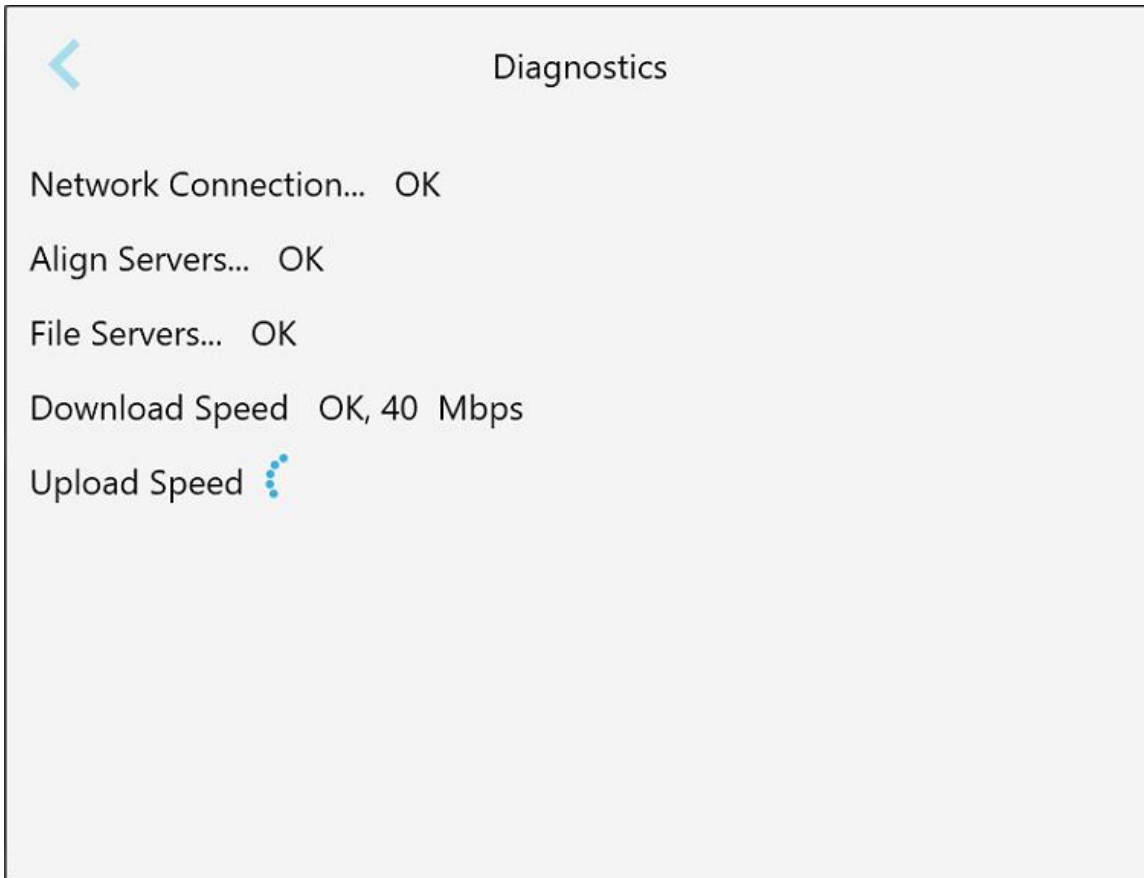 Diagnostics
Network Connection... OK
Align Servers... OK
File Servers... OK
Download Speed OK, 40 Mbps
Upload Speed